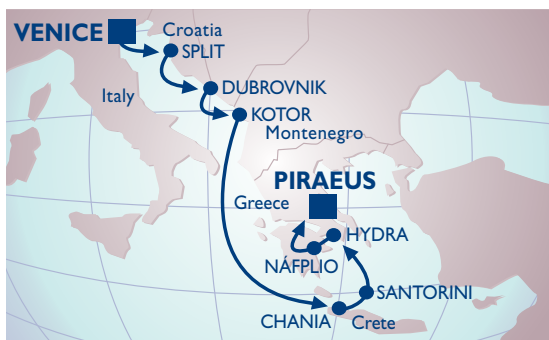 VENICE
Croatia
SPLIT
Italy
DUBROVNIK
KOTOR
Montenegro
PIRAEUS
Greece
HYDRA
NÁFPLIO
SANTORINI
CHANIA
Crete